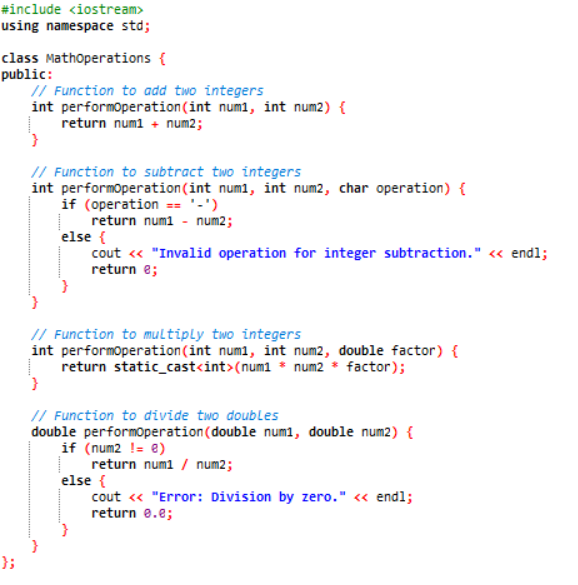 #include <iostream>
using namespace std;

class MathOperations {
public:
    // Function to add two integers
    int performOperation(int num1, int num2) {
        return num1 + num2;
    }

    // Function to subtract two integers
    int performOperation(int num1, int num2, char operation) {
        if (operation == '-')
            return num1 - num2;
        else {
            cout << "Invalid operation for integer subtraction." << endl;
            return 0;
        }
    }

    // Function to multiply two integers
    int performOperation(int num1, int num2, double factor) {
        return static_cast<int>(num1 * num2 * factor);
    }

    // Function to divide two doubles
    double performOperation(double num1, double num2) {
        if (num2 != 0)
            return num1 / num2;
        else {
            cout << "Error: Division by zero." << endl;
            return 0.0;
        }
    }
};